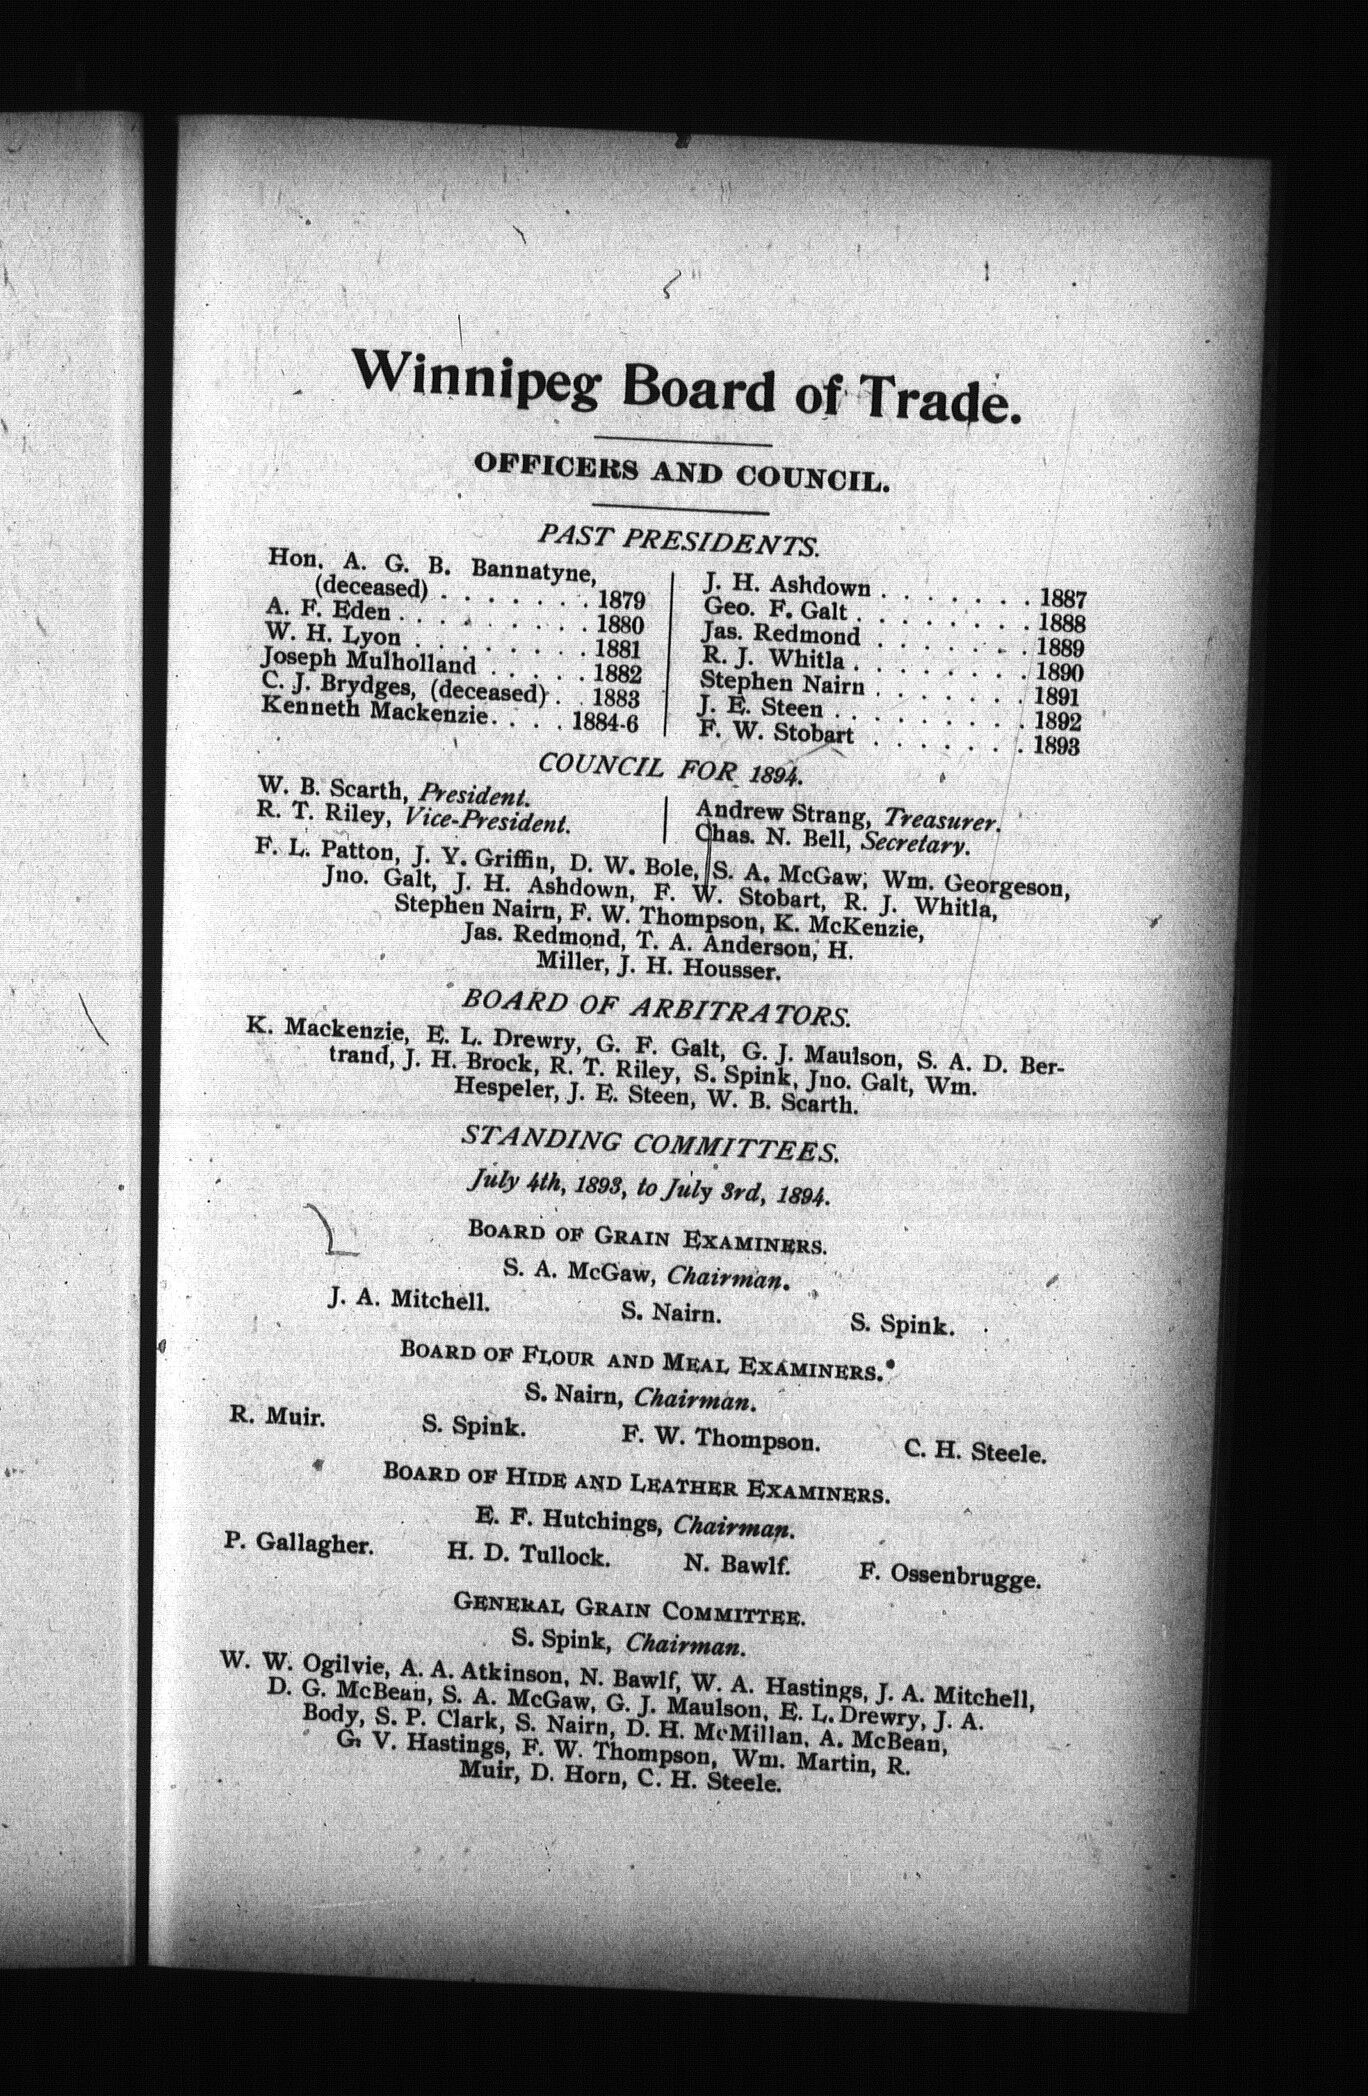 Winnipeg Board of Trade.
OFFICERS AND COUNCIL.
PAST PRESIDENTS.
Hon. A. G. B. Bannatyne,
(deceased) . . . . . . . 1879
A. F. Eden . . . . . . . . . 1880
W. H. Lyon . . . . . . . . 1881
Joseph Mulholland . . . . . 1882
C. J. Brydges, (deceased) . . 1883
Kenneth Mackenzie. . . . 1884-6
J. H. Ashdown . . . . . . . 1887
Geo. F. Galt . . . . . . . . 1888
Jas. Redmond . . . . . . . 1889
R. J. Whitla . . . . . . . . 1890
Stephen Nairn . . . . . . . 1891
J. E. Steen . . . . . . . . . 1892
F. W. Stobart . . . . . . . 1893
COUNCIL FOR 1894.
W. B. Scarth, President.
R. T. Riley, Vice-President.
Andrew Strang, Treasurer.
Chas. N. Bell, Secretary.
F. L. Patton, J. Y. Griffin, D. W. Bole, S. A. McGaw, Wm. Georgeson,
Jno. Galt, J. H. Ashdown, F. W. Stobart, R. J. Whitla,
Stephen Nairn, F. W. Thompson, K. McKenzie,
Jas. Redmond, T. A. Anderson, H.
Miller, J. H. Housser.
BOARD OF ARBITRATORS.
K. Mackenzie, E. L. Drewry, G. F. Galt, G. J. Maulson, S. A. D. Ber-
trand, J. H. Brock, R. T. Riley, S. Spink, Jno. Galt, Wm.
Hespeler, J. E. Steen, W. B. Scarth.
STANDING COMMITTEES.
July 4th, 1893, to July 3rd, 1894.
BOARD OF GRAIN EXAMINERS.
S. A. McGaw, Chairman.
J. A. Mitchell. S. Nairn. S. Spink.
BOARD OF FLOUR AND MEAL EXAMINERS.
S. Nairn, Chairman.
R. Muir. S. Spink. F. W. Thompson. C. H. Steele.
BOARD OF HIDE AND LEATHER EXAMINERS.
E. F. Hutchings, Chairman.
P. Gallagher. H. D. Tullock. N. Bawlf. F. Ossenbrugge.
GENERAL GRAIN COMMITTEE.
S. Spink, Chairman.
W. W. Ogilvie, A. A. Atkinson, N. Bawlf, W. A. Hastings, J. A. Mitchell,
D. G. McBean, S. A. McGaw, G. J. Maulson, E. L. Drewry, J. A.
Body, S. P. Clark, S. Nairn, D. H. McMillan, A. McBean,
G. V. Hastings, F. W. Thompson, Wm. Martin, R.
Muir, D. Horn, C. H. Steele.